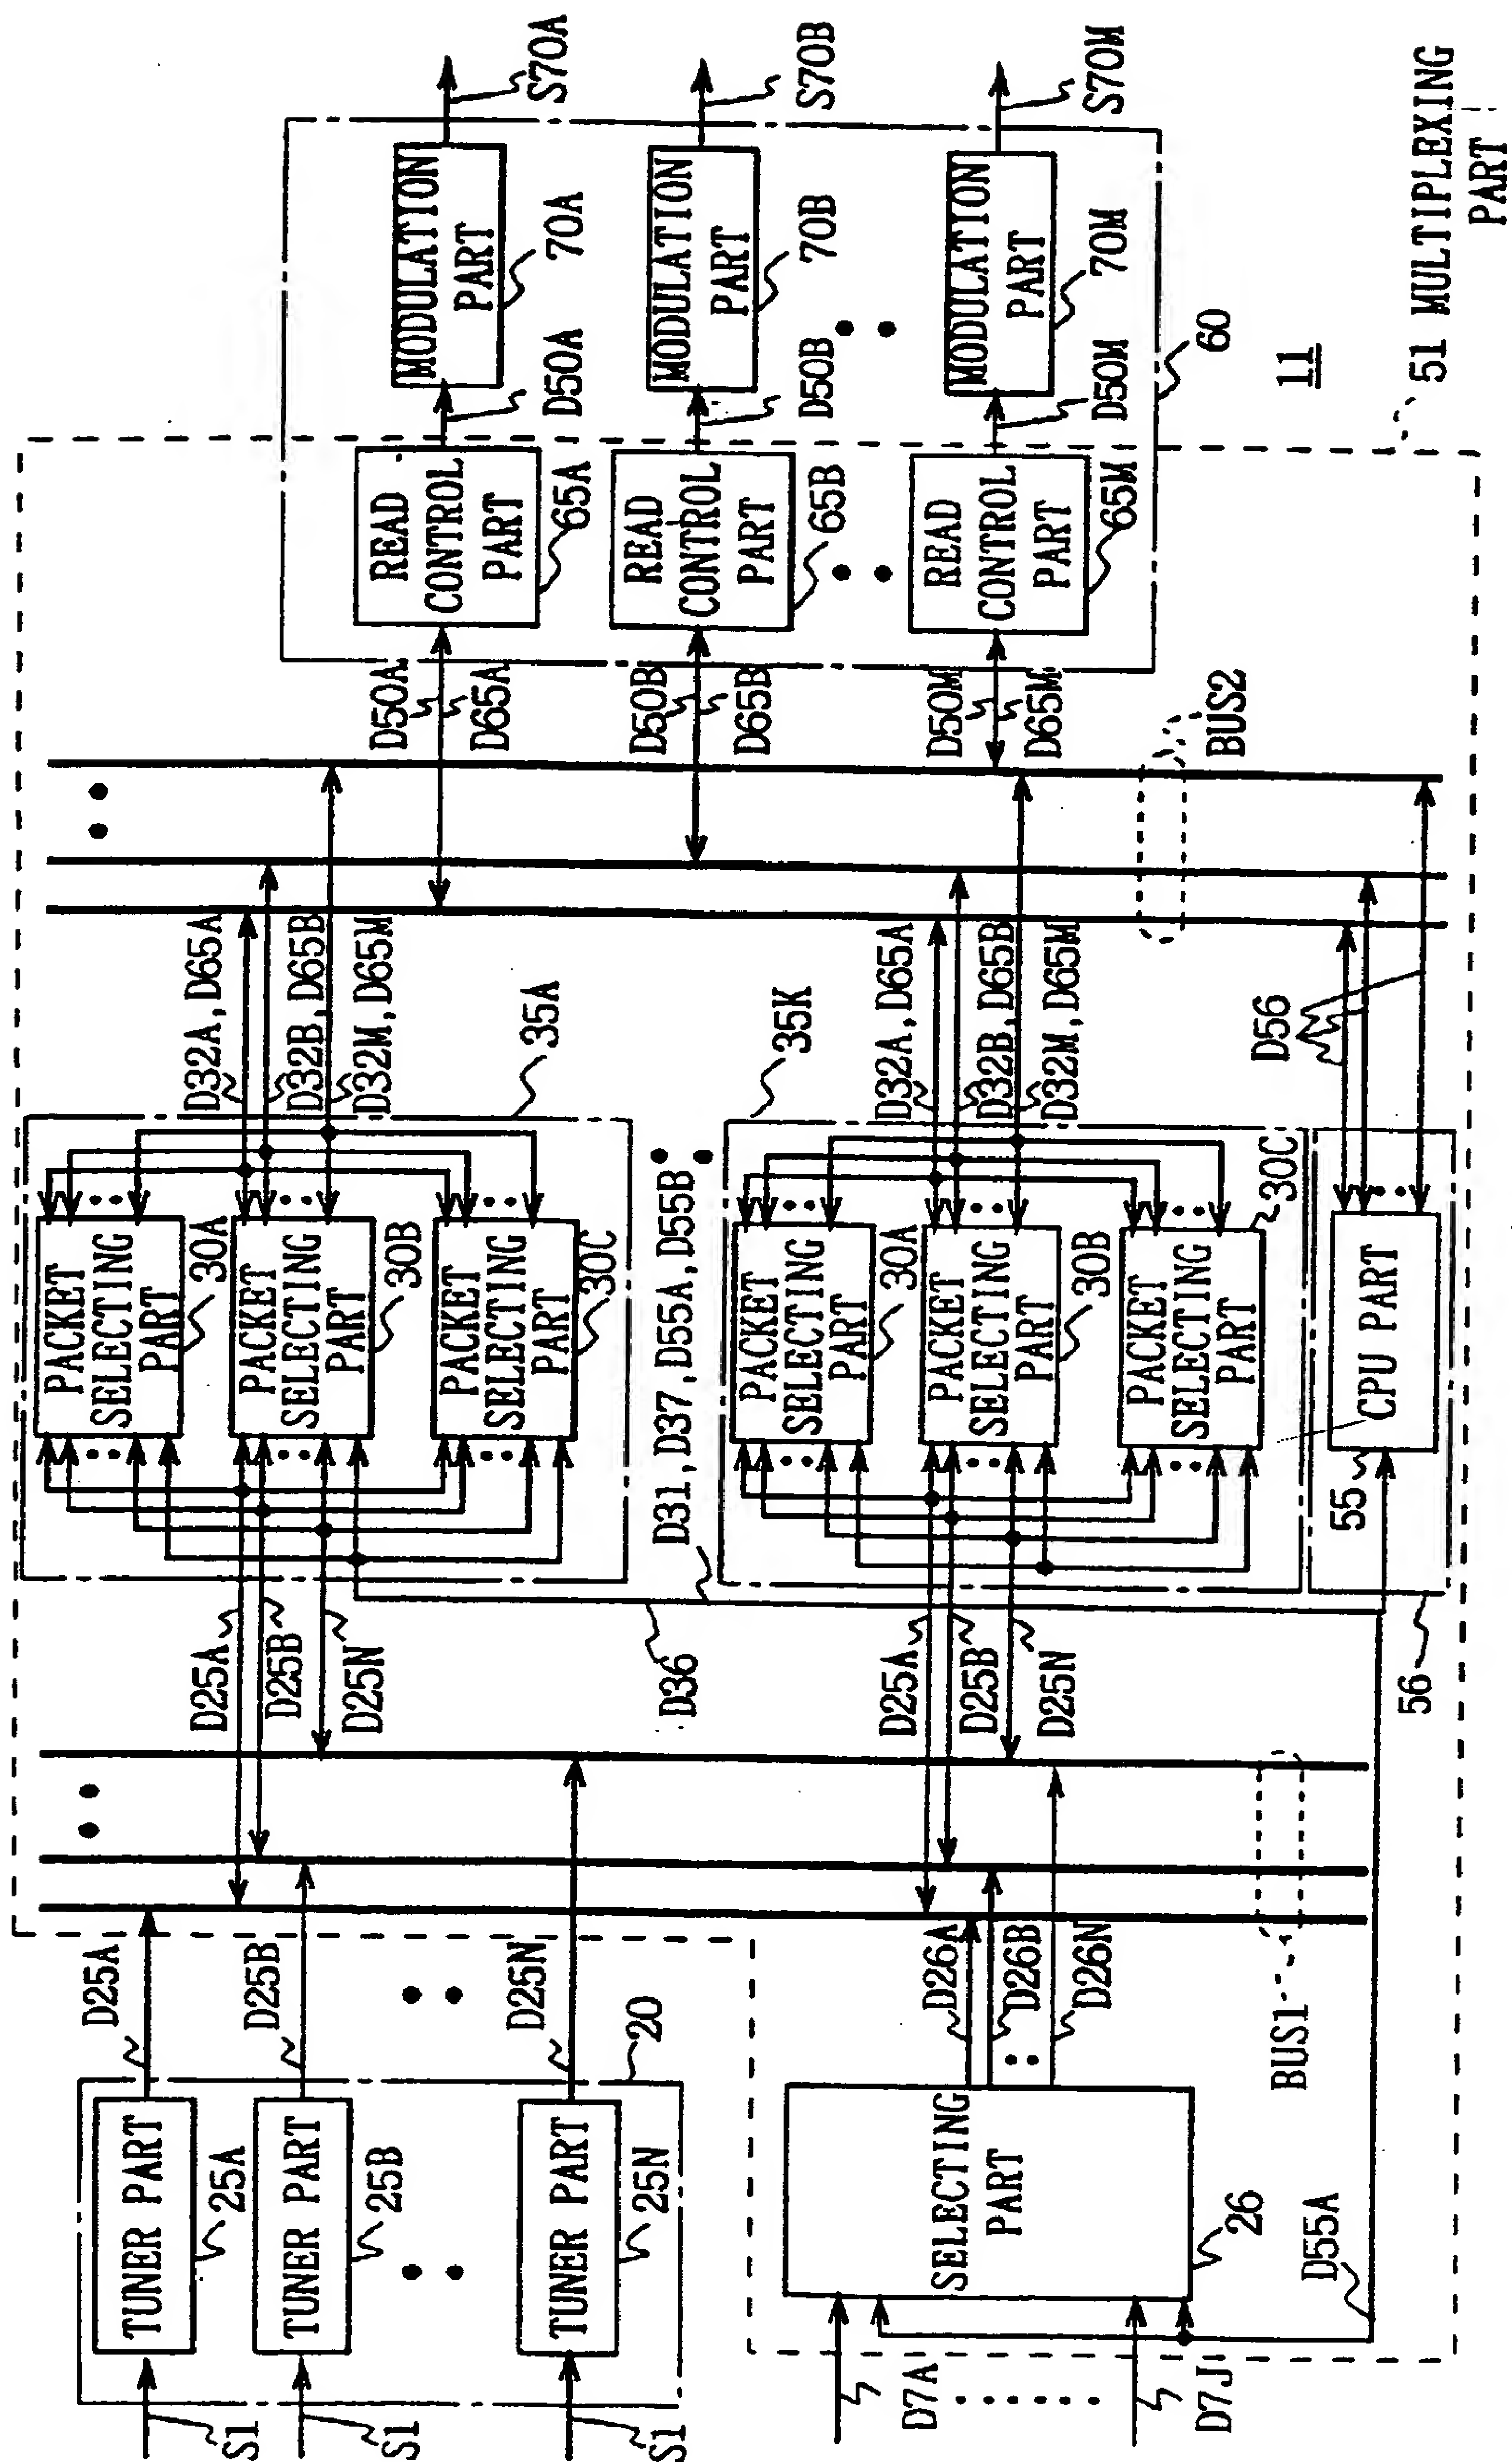 S1
S1
S1
TUNER PART
25A
TUNER PART
25B
TUNER PART
25N
20
D25A
D25B
D25N
D7A
D7J
SELECTING
PART
26
D55A
D26A
D26B
D26N
BUS1
D25A
D25B
D25N
D36
D25A
D25B
D25N
56
PACKET
SELECTING
PART
30A
PACKET
SELECTING
PART
30B
PACKET
SELECTING
PART
30C
35A
D31,D37,D55A,D55B
PACKET
SELECTING
PART
30A
PACKET
SELECTING
PART
30B
PACKET
SELECTING
PART
30C
35K
55
CPU PART
D32A,D65A
D32B,D65B
D32M,D65M
D32A,D65A
D32B,D65B
D32M,D65M
D56
BUS2
D50A
D65A
D50B
D65B
D50M
D65M
READ
CONTROL
PART
65A
READ
CONTROL
PART
65B
READ
CONTROL
PART
65M
D50A
D50B
D50M
MODULATION
PART
70A
MODULATION
PART
70B
MODULATION
PART
70M
60
S70A
S70B
S70M
11
51 MULTIPLEXING
PART